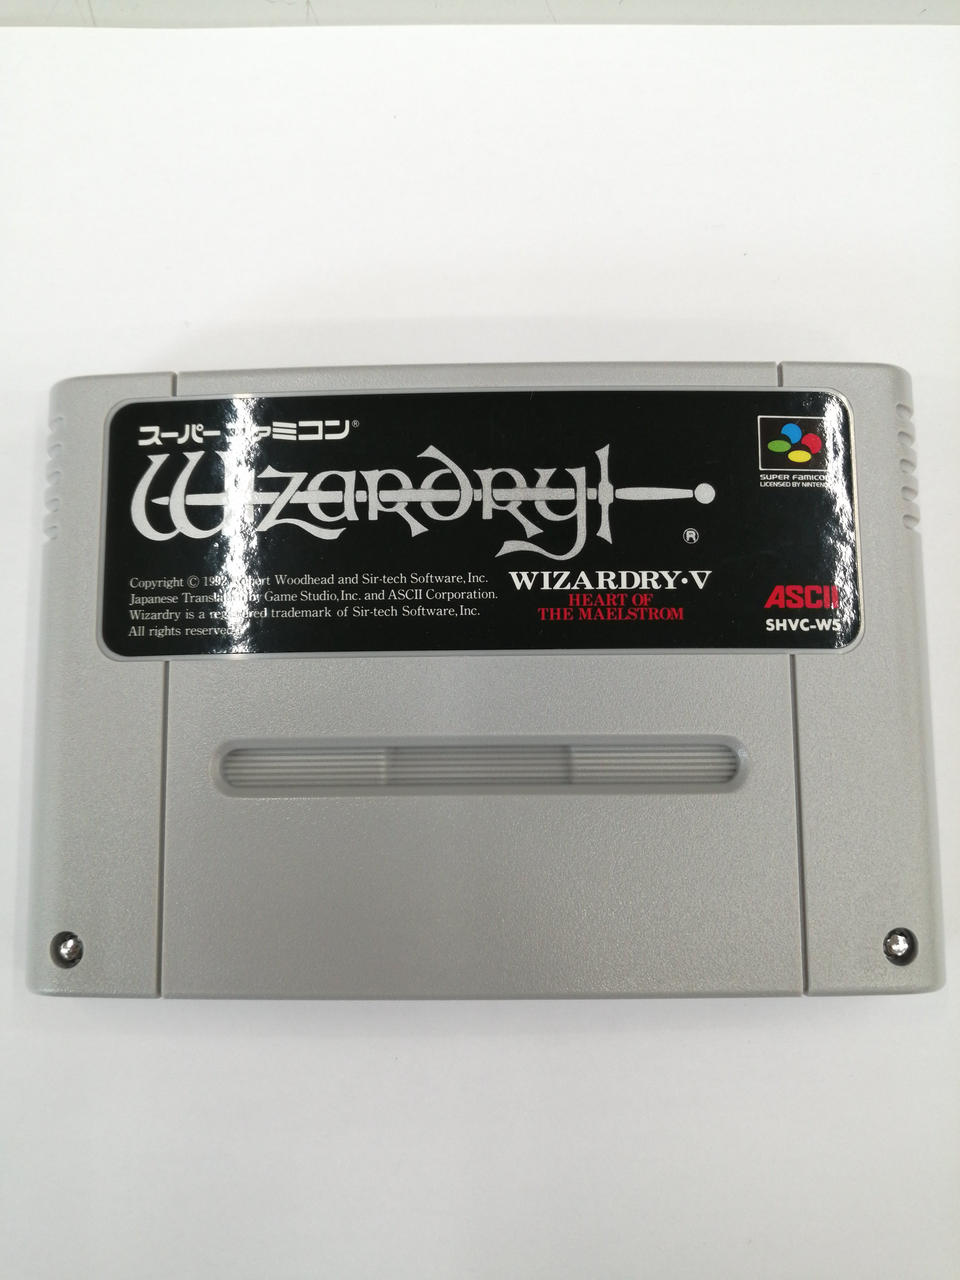 スーパーファミコン®
Wizardry
®
SUPER FAMICOM
LICENSED BY NINTENDO
Copyright © 1992 Robert Woodhead and Sir-tech Software, Inc.
Japanese Translation by Game Studio, Inc. and ASCII Corporation.
Wizardry is a registered trademark of Sir-tech Software, Inc.
All rights reserved.
WIZARDRY・V
HEART OF
THE MAELSTROM
ASCII
SHVC-W5